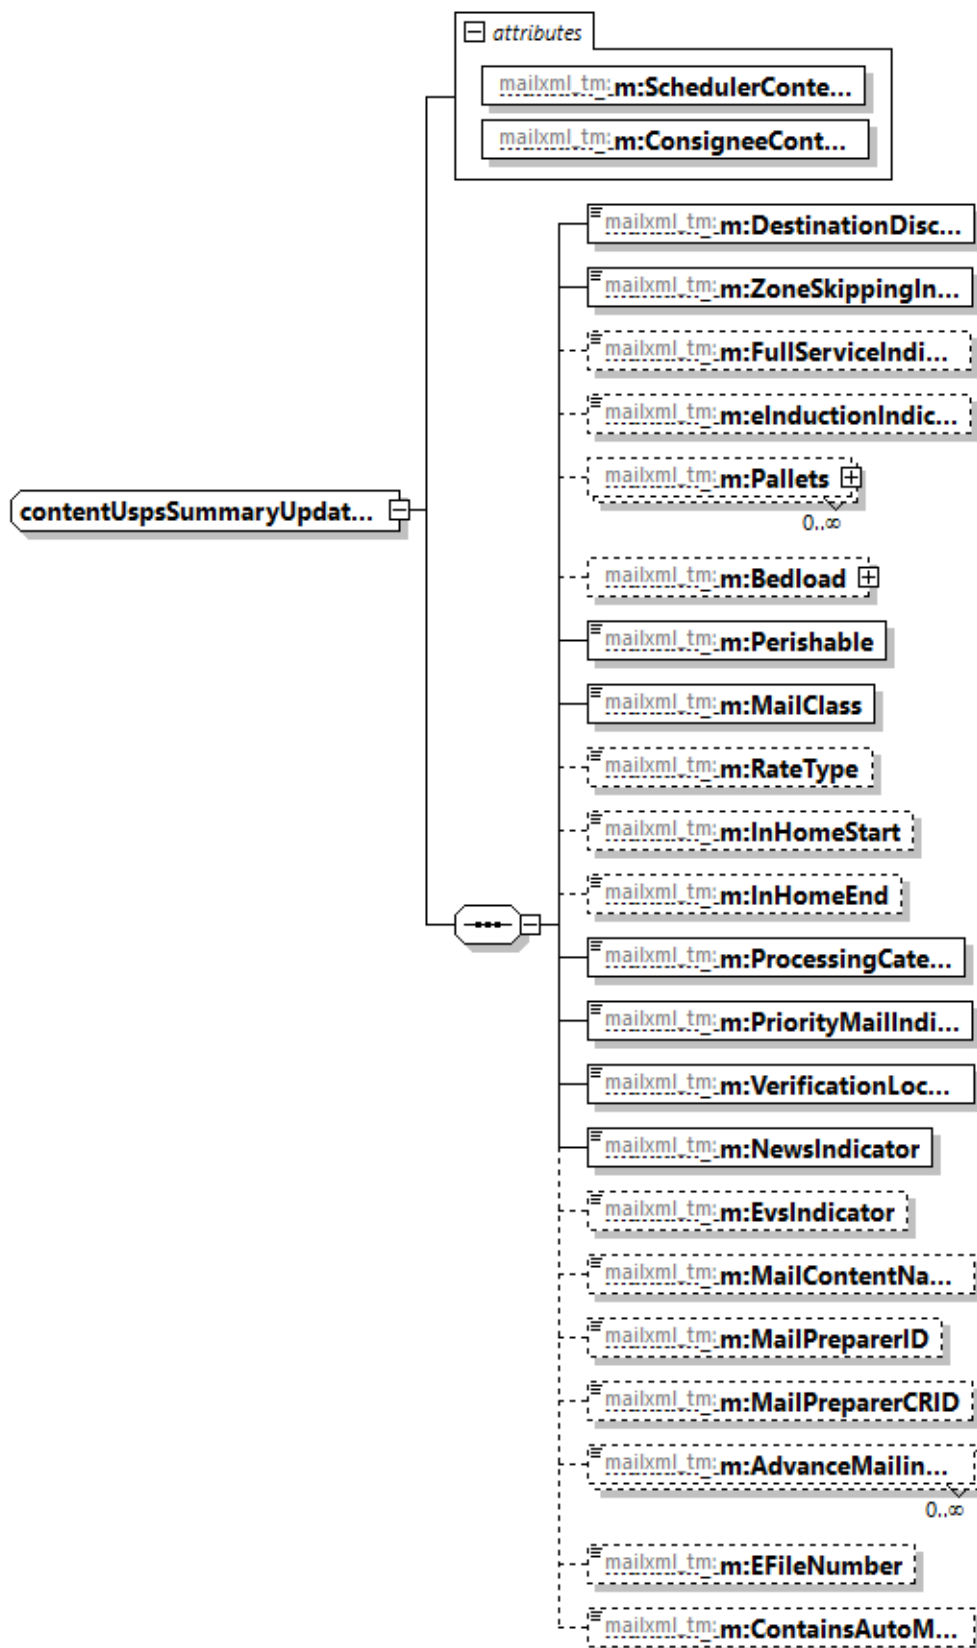 attributes
mailxml_tm:m:SchedulerConte...
mailxml_tm:m:ConsigneeCont...
mailxml_tm:m:DestinationDisc...
mailxml_tm:m:ZoneSkippingIn...
mailxml_tm:m:FullServiceIndi...
mailxml_tm:m:eInductionIndic...
mailxml_tm:m:Pallets
contentUspsSummaryUpdat...
0..∞
mailxml_tm:m:Bedload
mailxml_tm:m:Perishable
mailxml_tm:m:MailClass
mailxml_tm:m:RateType
mailxml_tm:m:InHomeStart
mailxml_tm:m:InHomeEnd
mailxml_tm:m:ProcessingCate...
mailxml_tm:m:PriorityMailIndi...
mailxml_tm:m:VerificationLoc...
mailxml_tm:m:NewsIndicator
mailxml_tm:m:EvsIndicator
mailxml_tm:m:MailContentNa...
mailxml_tm:m:MailPreparerID
mailxml_tm:m:MailPreparerCRID
mailxml_tm:m:AdvanceMailin...
0..∞
mailxml_tm:m:EFileNumber
mailxml_tm:m:ContainsAutoM...